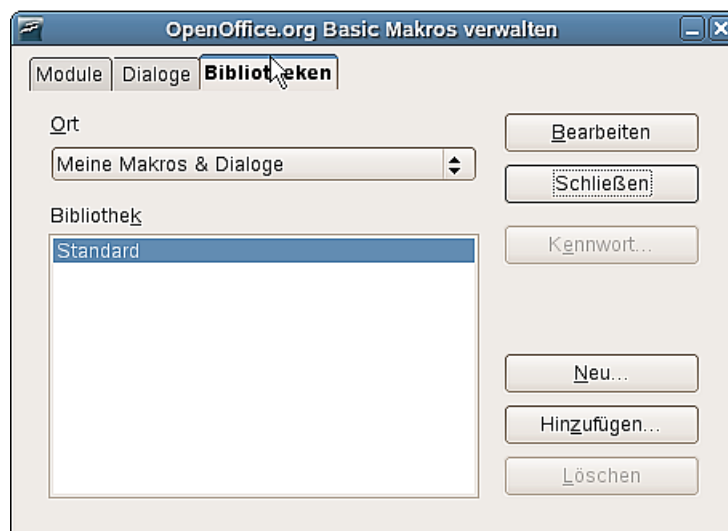 OpenOffice.org Basic Makros verwalten
Module Dialoge Bibliotheken
Ort
Meine Makros & Dialoge
Bibliothek
Standard
Bearbeiten
Schließen
Kennwort...
Neu...
Hinzufügen...
Löschen